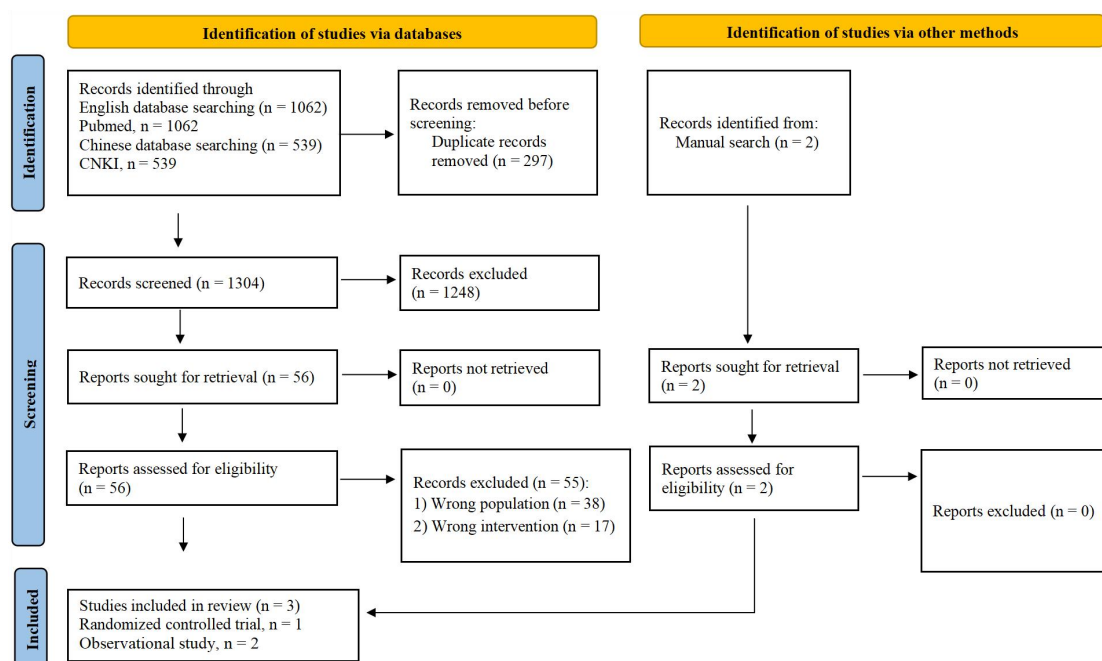 Identification of studies via databases
Identification of studies via other methods
Identification
Records identified through
English database searching (n = 1062)
Pubmed, n = 1062
Chinese database searching (n = 539)
CNKI, n = 539
Records removed before
screening:
Duplicate records
removed (n = 297)
Records identified from:
Manual search (n = 2)
Screening
Records screened (n = 1304)
Records excluded
(n = 1248)
Reports sought for retrieval (n = 56)
Reports not retrieved
(n = 0)
Reports sought for retrieval
(n = 2)
Reports not retrieved
(n = 0)
Reports assessed for eligibility
(n = 56)
Records excluded (n = 55):
1) Wrong population (n = 38)
2) Wrong intervention (n = 17)
Reports assessed for
eligibility (n = 2)
Reports excluded (n = 0)
Included
Studies included in review (n = 3)
Randomized controlled trial, n = 1
Observational study, n = 2